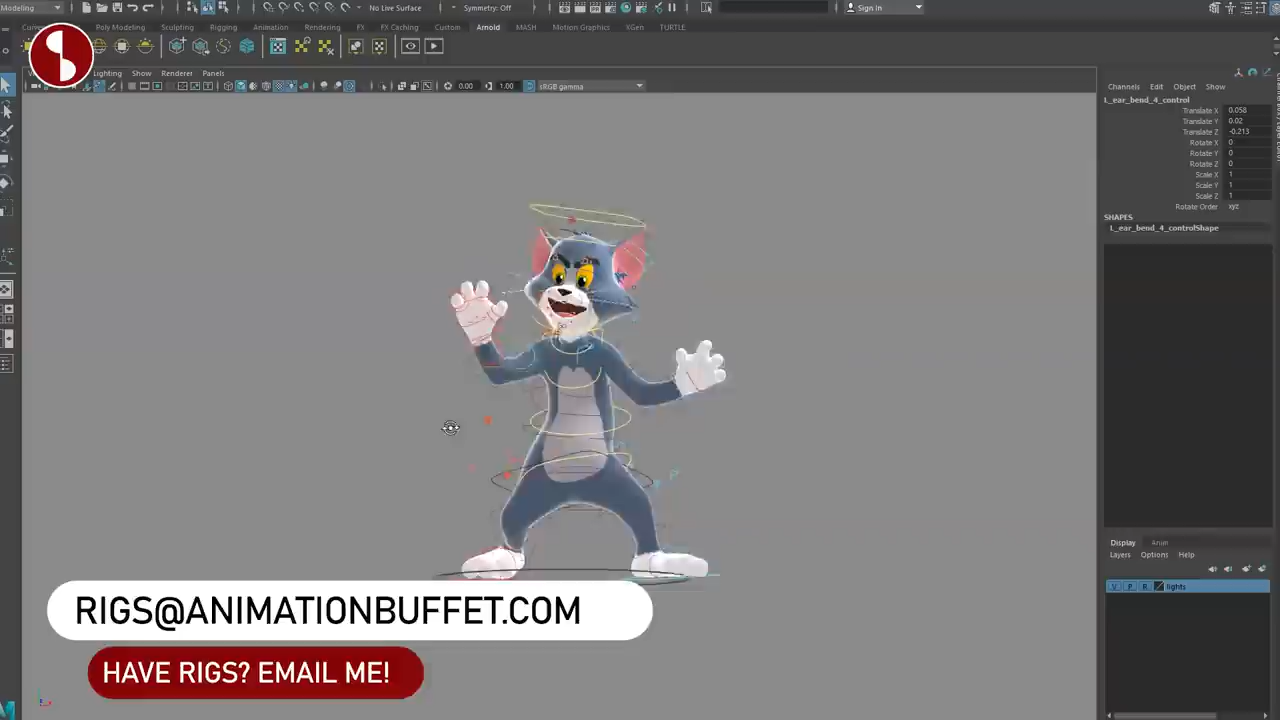 Modeling
No Live Surface
Symmetry: Off
Sign In
Poly Modeling
Sculpting
Rigging
Animation
Rendering
FX
FX Caching
Custom
Arnold
MASH
Motion Graphics
XGen
TURTLE
Lighting
Show
Renderer
Panels
0.00
1.00
sRGB gamma
Channels
Edit
Object
Show
L_ear_bend_4_control
Translate X 0.058
Translate Y 0.02
Translate Z -0.213
Rotate X 0
Rotate Y 0
Rotate Z 0
Scale X 1
Scale Y 1
Scale Z 1
Rotate Order xyz
SHAPES
L_ear_bend_4_controlShape
Display
Anim
Layers
Options
Help
V P R lights
RIGS@ANIMATIONBUFFET.COM
HAVE RIGS? EMAIL ME!